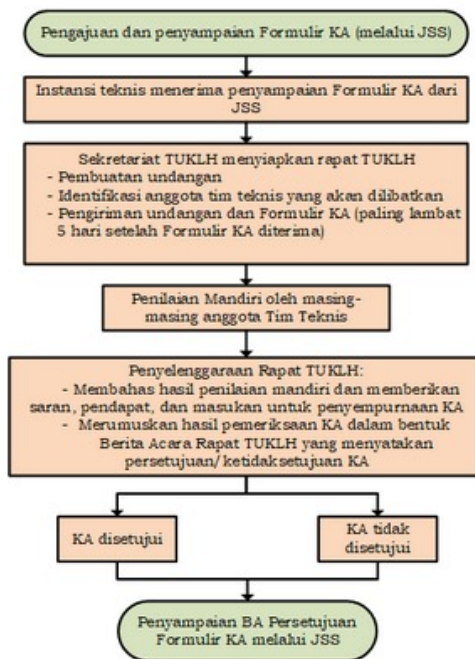 Pengajuan dan penyampaian Formulir KA (melalui JSS)
Instansi teknis menerima penyampaian Formulir KA dari
JSS
Sekretariat TUKLH menyiapkan rapat TUKLH
- Pembuatan undangan
- Identifikasi anggota tim teknis yang akan dilibatkan
- Pengiriman undangan dan Formulir KA (paling lambat
5 hari setelah Formulir KA diterima)
Penilaian Mandiri oleh masing-
masing anggota Tim Teknis
Penyelenggaraan Rapat TUKLH:
- Membahas hasil penilaian mandiri dan memberikan
saran, pendapat, dan masukan untuk penyempurnaan KA
- Merumuskan hasil pemeriksaan KA dalam bentuk
Berita Acara Rapat TUKLH yang menyatakan
persetujuan/ketidaksetujuan KA
KA disetujui
KA tidak
disetujui
Penyampaian BA Persetujuan
Formulir KA melalui JSS